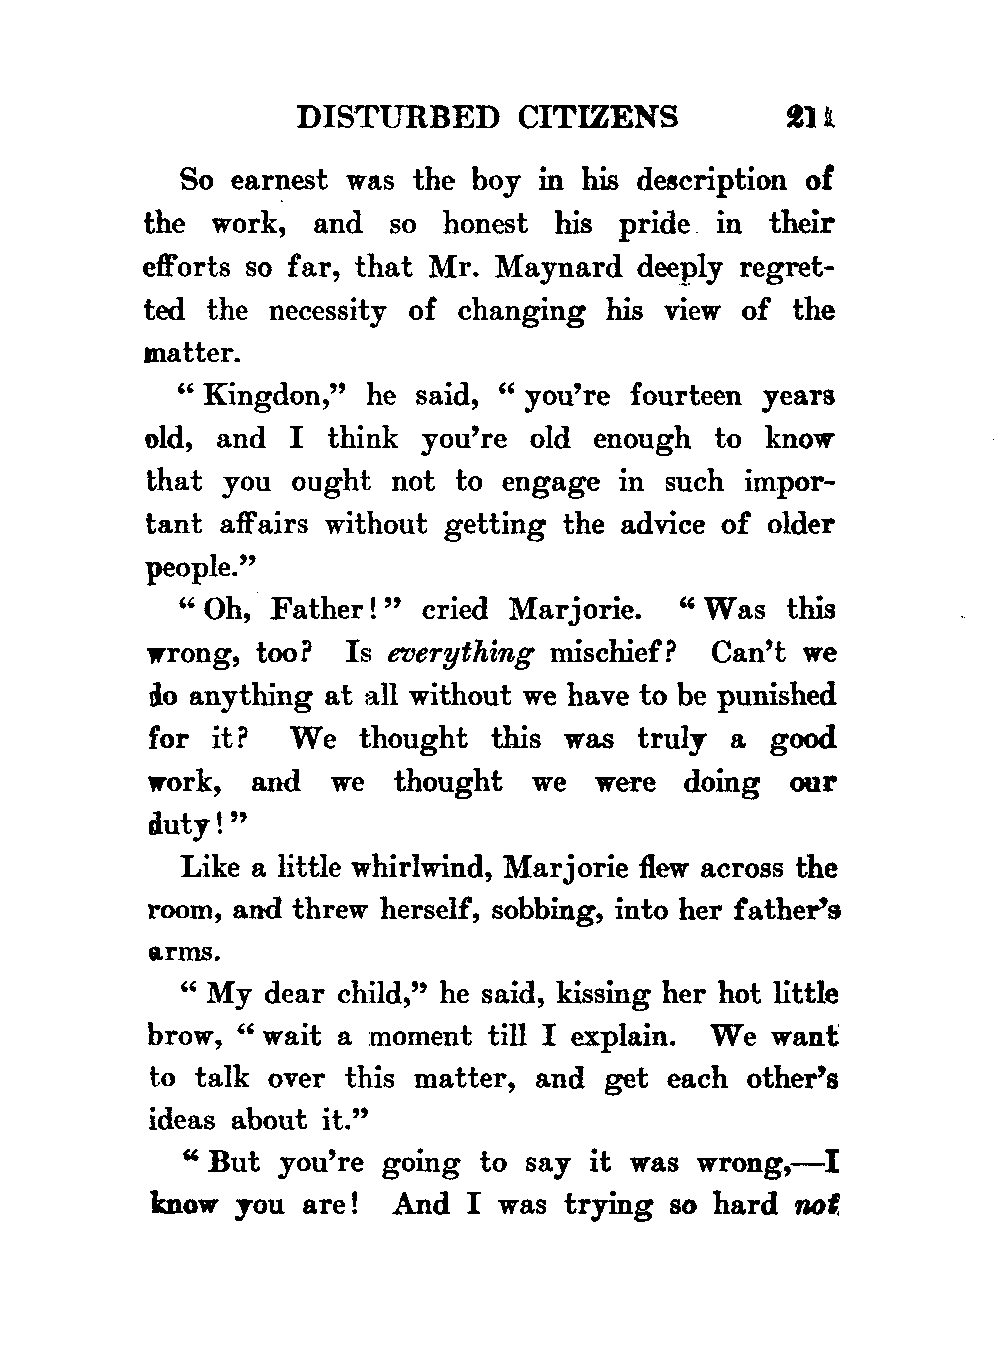 DISTURBED CITIZENS 211
So earnest was the boy in his description of
the work, and so honest his pride in their
efforts so far, that Mr. Maynard deeply regret-
ted the necessity of changing his view of the
matter.
“ Kingdon,” he said, “ you’re fourteen years
old, and I think you’re old enough to know
that you ought not to engage in such impor-
tant affairs without getting the advice of older
people.”
“ Oh, Father! ” cried Marjorie. “ Was this
wrong, too? Is everything mischief? Can’t we
do anything at all without we have to be punished
for it? We thought this was truly a good
work, and we thought we were doing our
duty! ”
Like a little whirlwind, Marjorie flew across the
room, and threw herself, sobbing, into her father’s
arms.
“ My dear child,” he said, kissing her hot little
brow, “ wait a moment till I explain. We want
to talk over this matter, and get each other’s
ideas about it.”
“ But you’re going to say it was wrong,—I
know you are! And I was trying so hard not